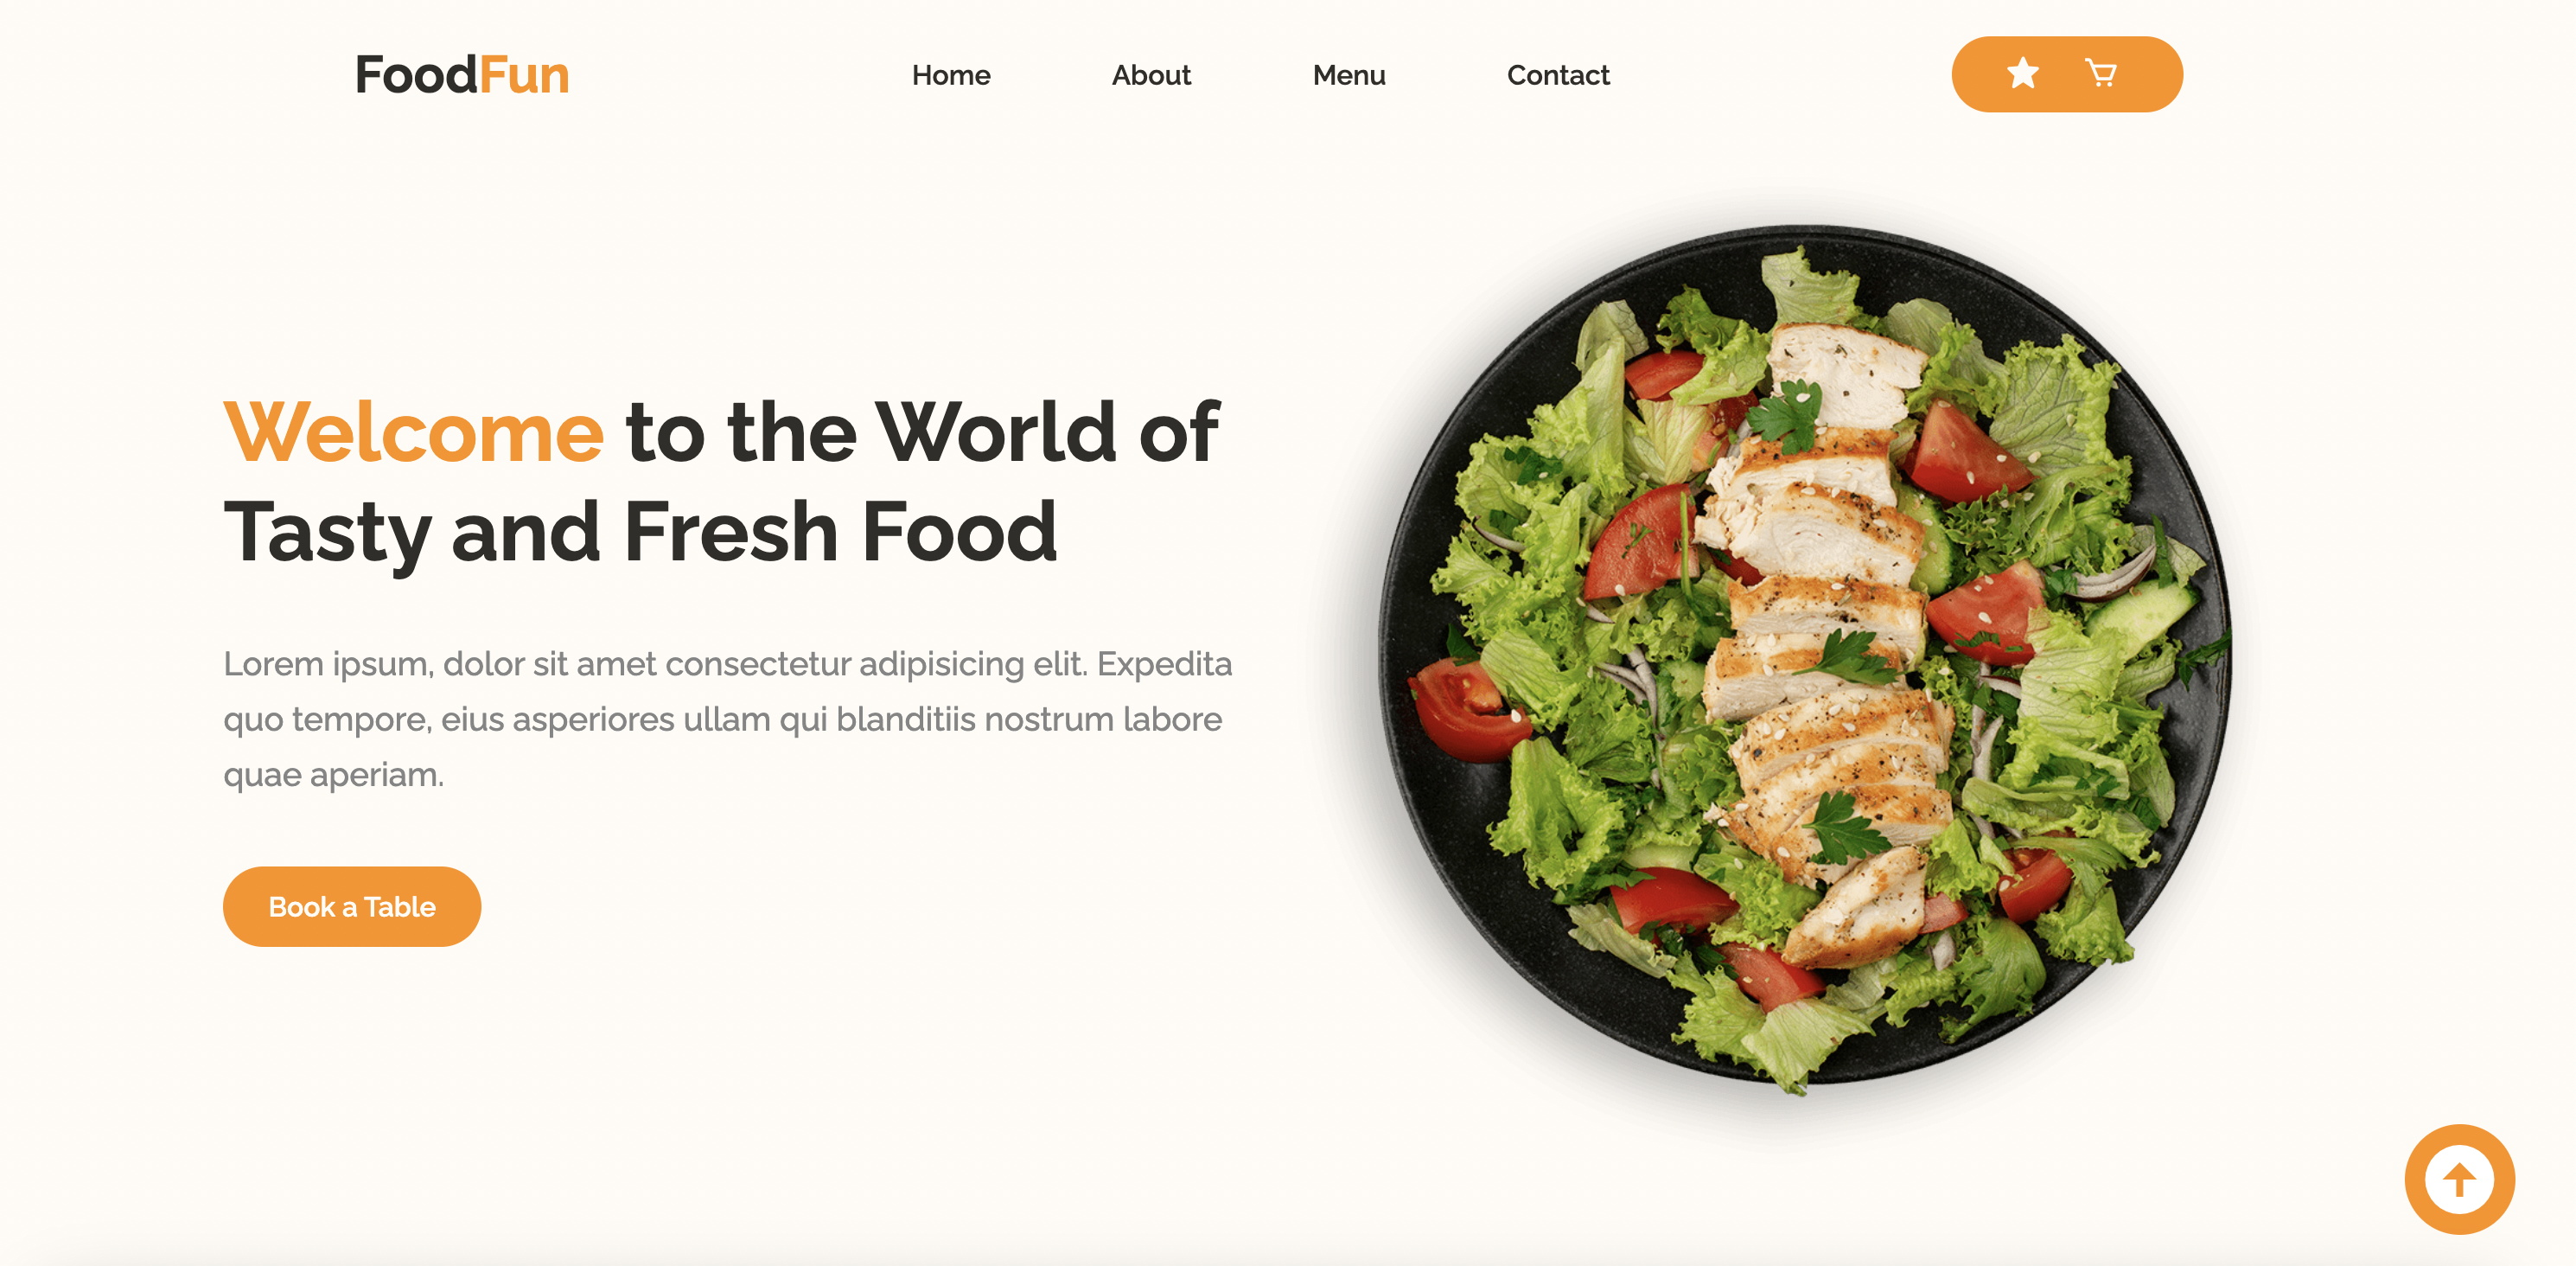 FoodFun
Home
About
Menu
Contact
Welcome to the World of
Tasty and Fresh Food
Lorem ipsum, dolor sit amet consectetur adipisicing elit. Expedita
quo tempore, eius asperiores ullam qui blanditiis nostrum labore
quae aperiam.
Book a Table